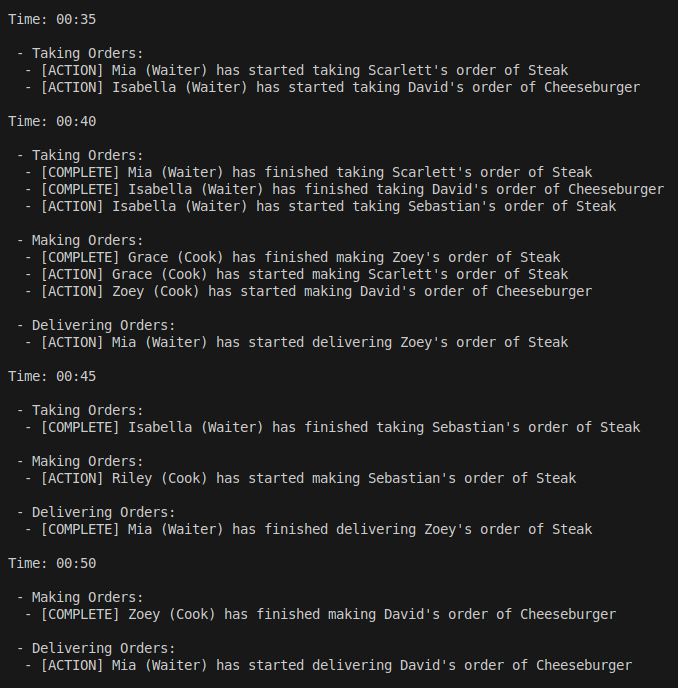 Time: 00:35
- Taking Orders:
- [ACTION] Mia (Waiter) has started taking Scarlett's order of Steak
- [ACTION] Isabella (Waiter) has started taking David's order of Cheeseburger
Time: 00:40
- Taking Orders:
- [COMPLETE] Mia (Waiter) has finished taking Scarlett's order of Steak
- [COMPLETE] Isabella (Waiter) has finished taking David's order of Cheeseburger
- [ACTION] Isabella (Waiter) has started taking Sebastian's order of Steak
- Making Orders:
- [COMPLETE] Grace (Cook) has finished making Zoey's order of Steak
- [ACTION] Grace (Cook) has started making Scarlett's order of Steak
- [ACTION] Zoey (Cook) has started making David's order of Cheeseburger
- Delivering Orders:
- [ACTION] Mia (Waiter) has started delivering Zoey's order of Steak
Time: 00:45
- Taking Orders:
- [COMPLETE] Isabella (Waiter) has finished taking Sebastian's order of Steak
- Making Orders:
- [ACTION] Riley (Cook) has started making Sebastian's order of Steak
- Delivering Orders:
- [COMPLETE] Mia (Waiter) has finished delivering Zoey's order of Steak
Time: 00:50
- Making Orders:
- [COMPLETE] Zoey (Cook) has finished making David's order of Cheeseburger
- Delivering Orders:
- [ACTION] Mia (Waiter) has started delivering David's order of Cheeseburger